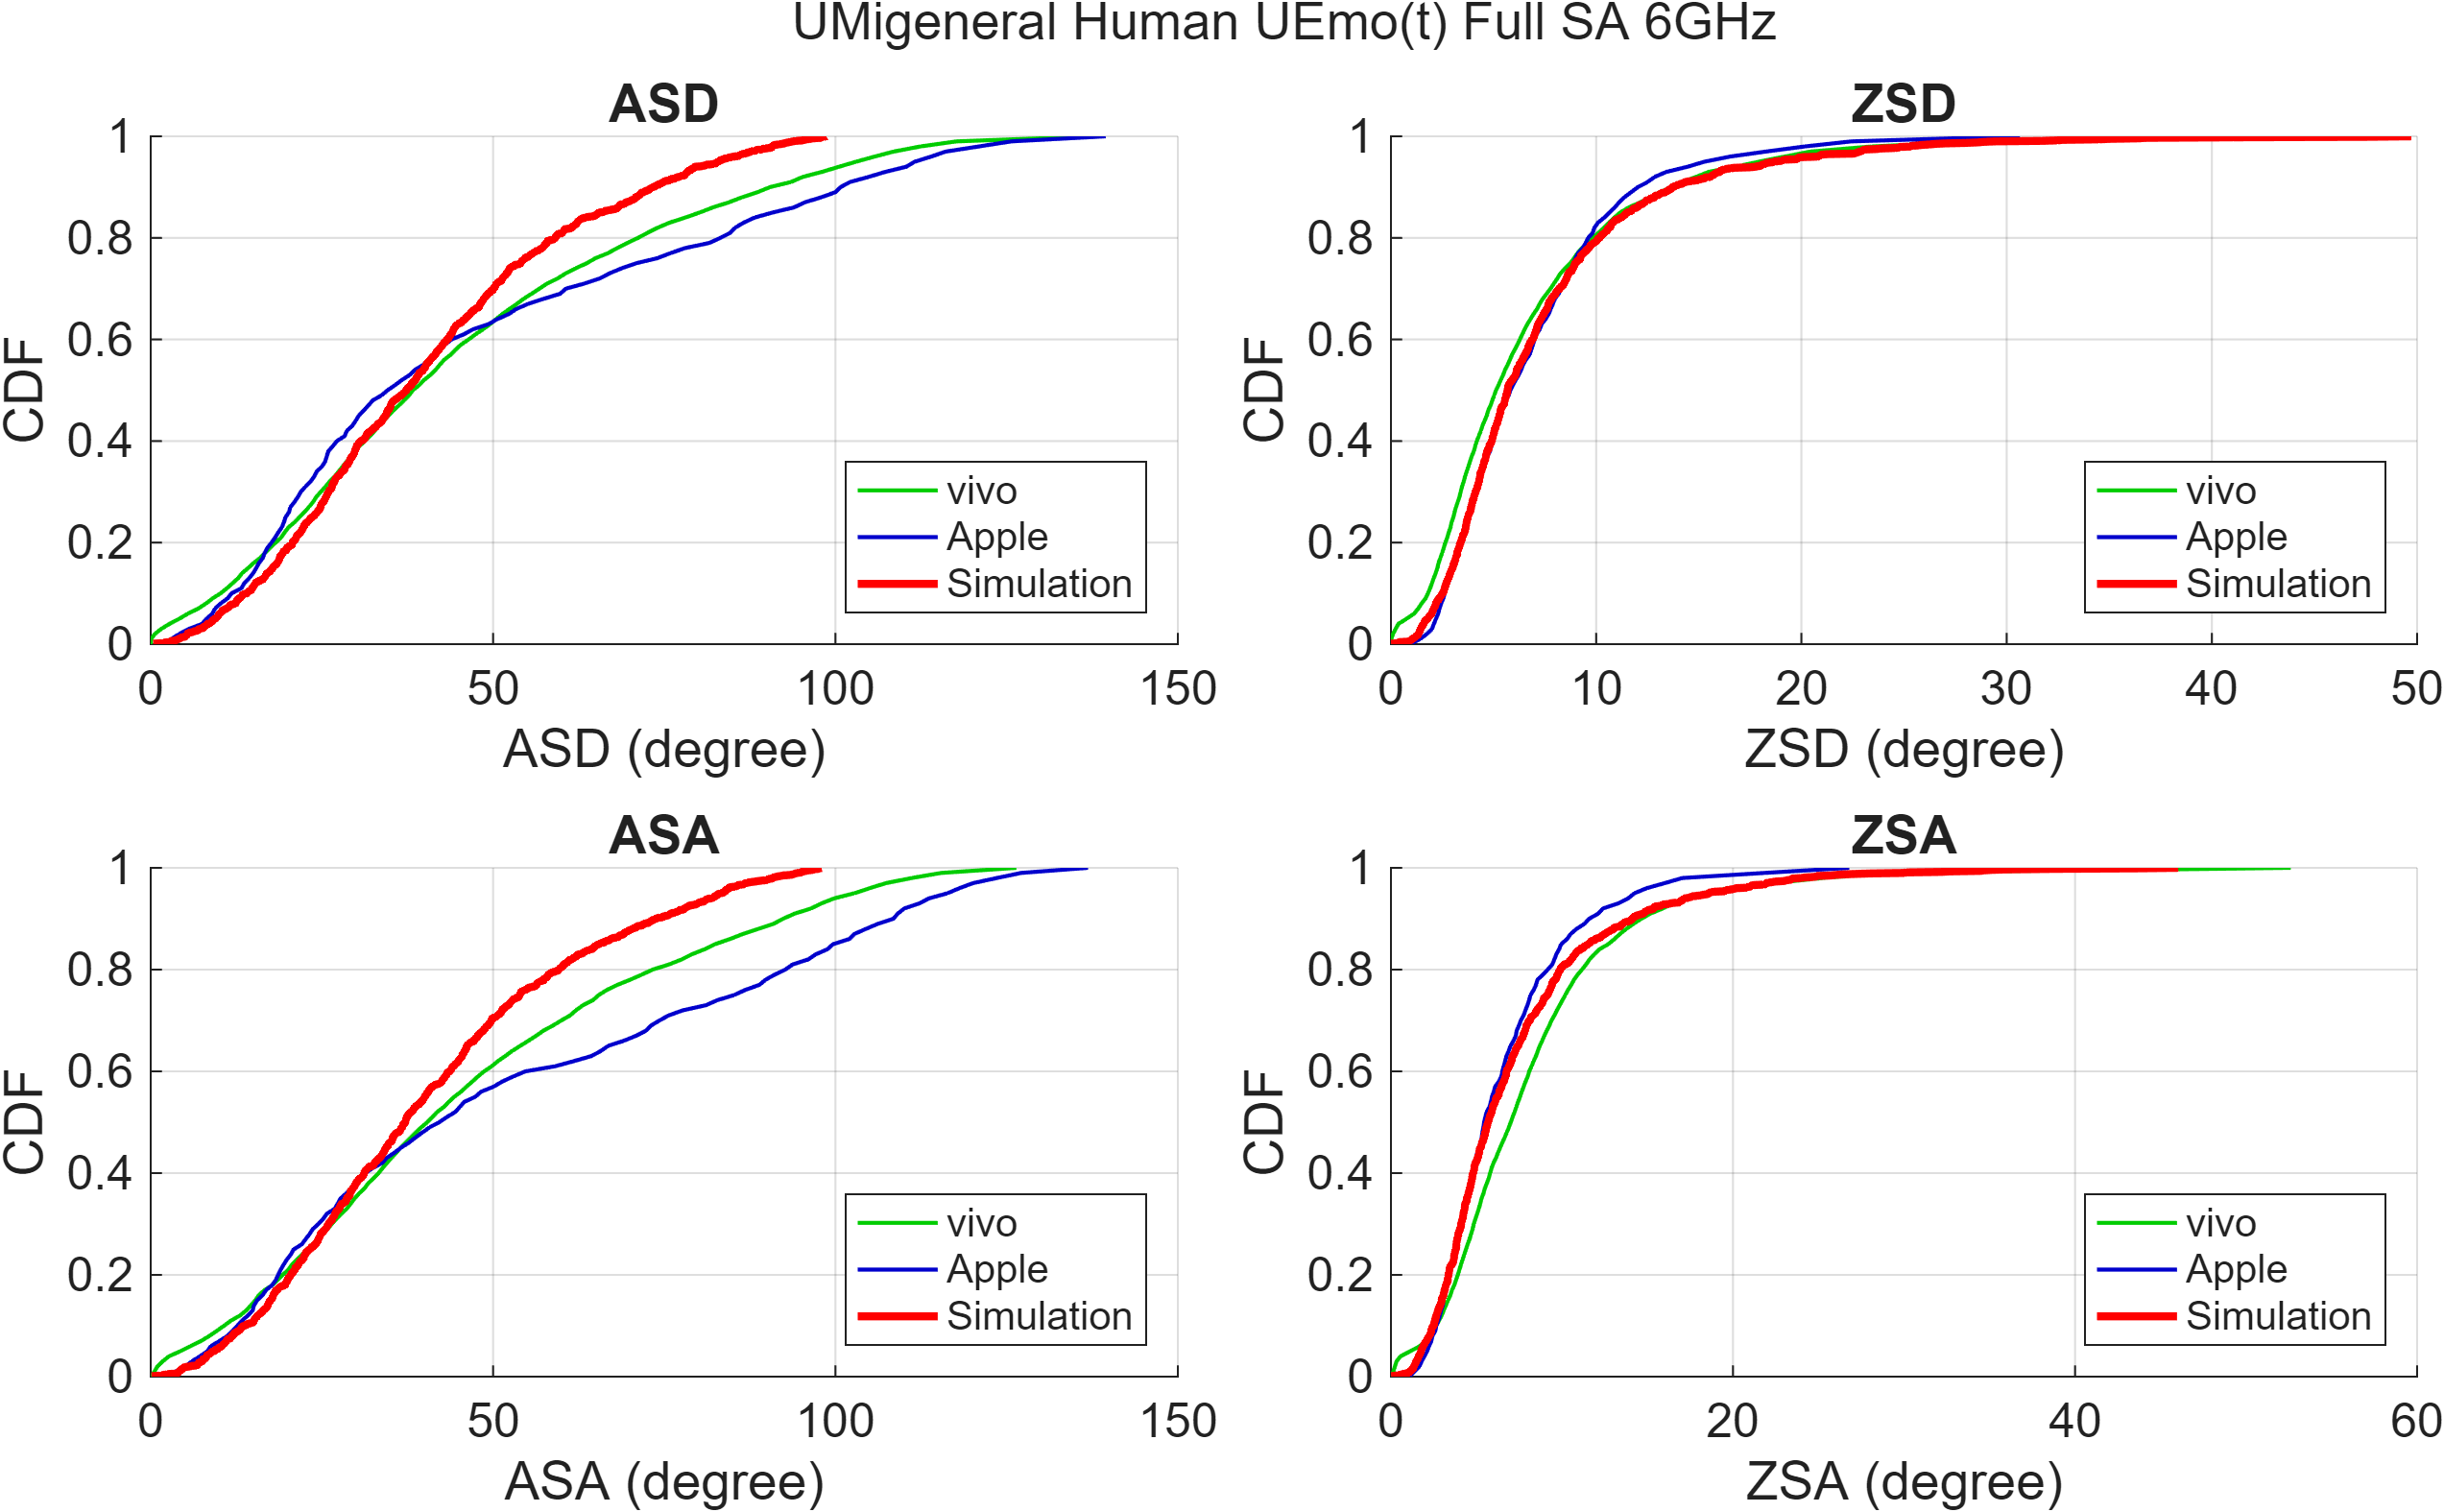 UMigeneral Human UEmo(t) Full SA 6GHz
ASD
1
0.8
0.6
0.4
0.2
0
CDF
vivo
Apple
Simulation
0 50 100 150
ASD (degree)
ZSD
1
0.8
0.6
0.4
0.2
0
CDF
vivo
Apple
Simulation
0 10 20 30 40 50
ZSD (degree)
ASA
1
0.8
0.6
0.4
0.2
0
CDF
vivo
Apple
Simulation
0 50 100 150
ASA (degree)
ZSA
1
0.8
0.6
0.4
0.2
0
CDF
vivo
Apple
Simulation
0 20 40 60
ZSA (degree)